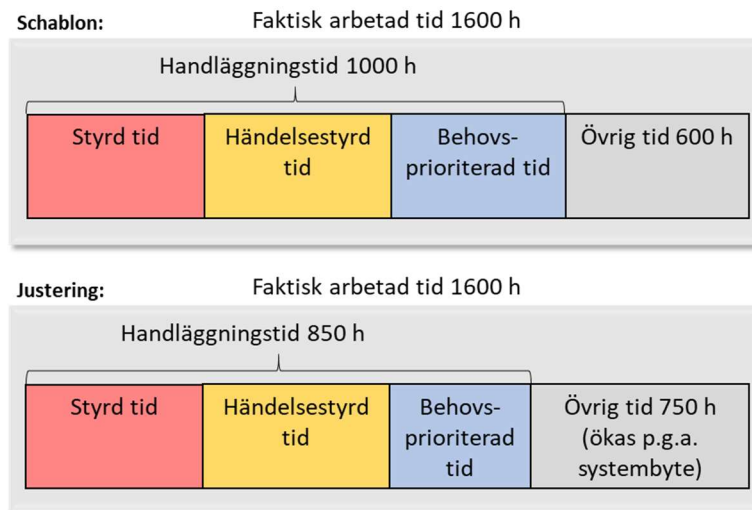 Schablon:
Faktisk arbetad tid 1600 h
Handläggningstid 1000 h
Styrd tid
Händelsestyrd
tid
Behovs-
prioriterad tid
Övrig tid 600 h
Justering:
Faktisk arbetad tid 1600 h
Handläggningstid 850 h
Styrd tid
Händelsestyrd
tid
Behovs-
prioriterad
tid
Övrig tid 750 h
(ökas p.g.a.
systembyte)